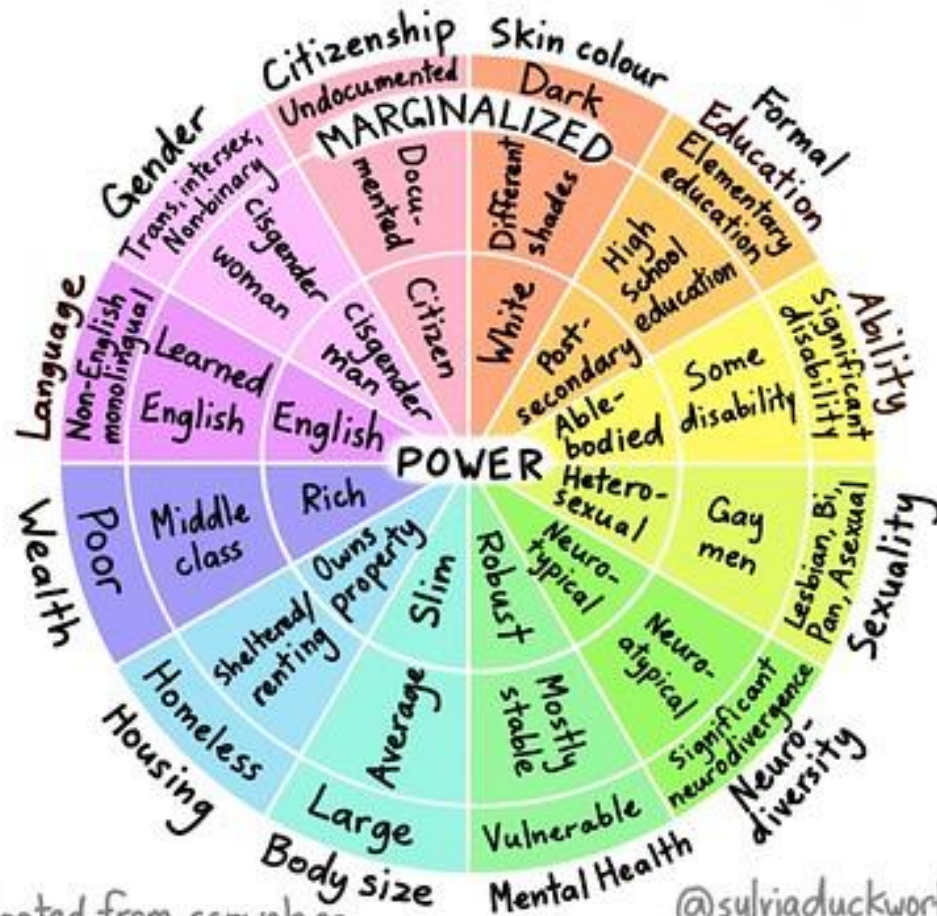 Citizenship
Undocumented
Docu-
mented
Citizen
Skin colour
Dark
Different
shades
White
Formal
Education
Elementary
education
High
School
education
Post-
secondary
Ability
Significant
disability
Some
disability
Able-
bodied
Sexuality
Lesbian, Bi,
Pan, Asexual
Gay
men
Hetero-
sexual
Neuro-
diversity
Significant
neurodivergence
Neuro-
atypical
Neuro-
typical
Mental Health
Vulnerable
Mostly
stable
Robust
Body size
Large
Average
Slim
Housing
Homeless
Sheltered/
renting
Owns
property
Wealth
Poor
Middle
class
Rich
Language
Non-English
monolingual
Learned
English
English
Gender
Trans, intersex,
Non-binary
cisgender
woman
cisgender
man
MARGINALIZED
POWER
from